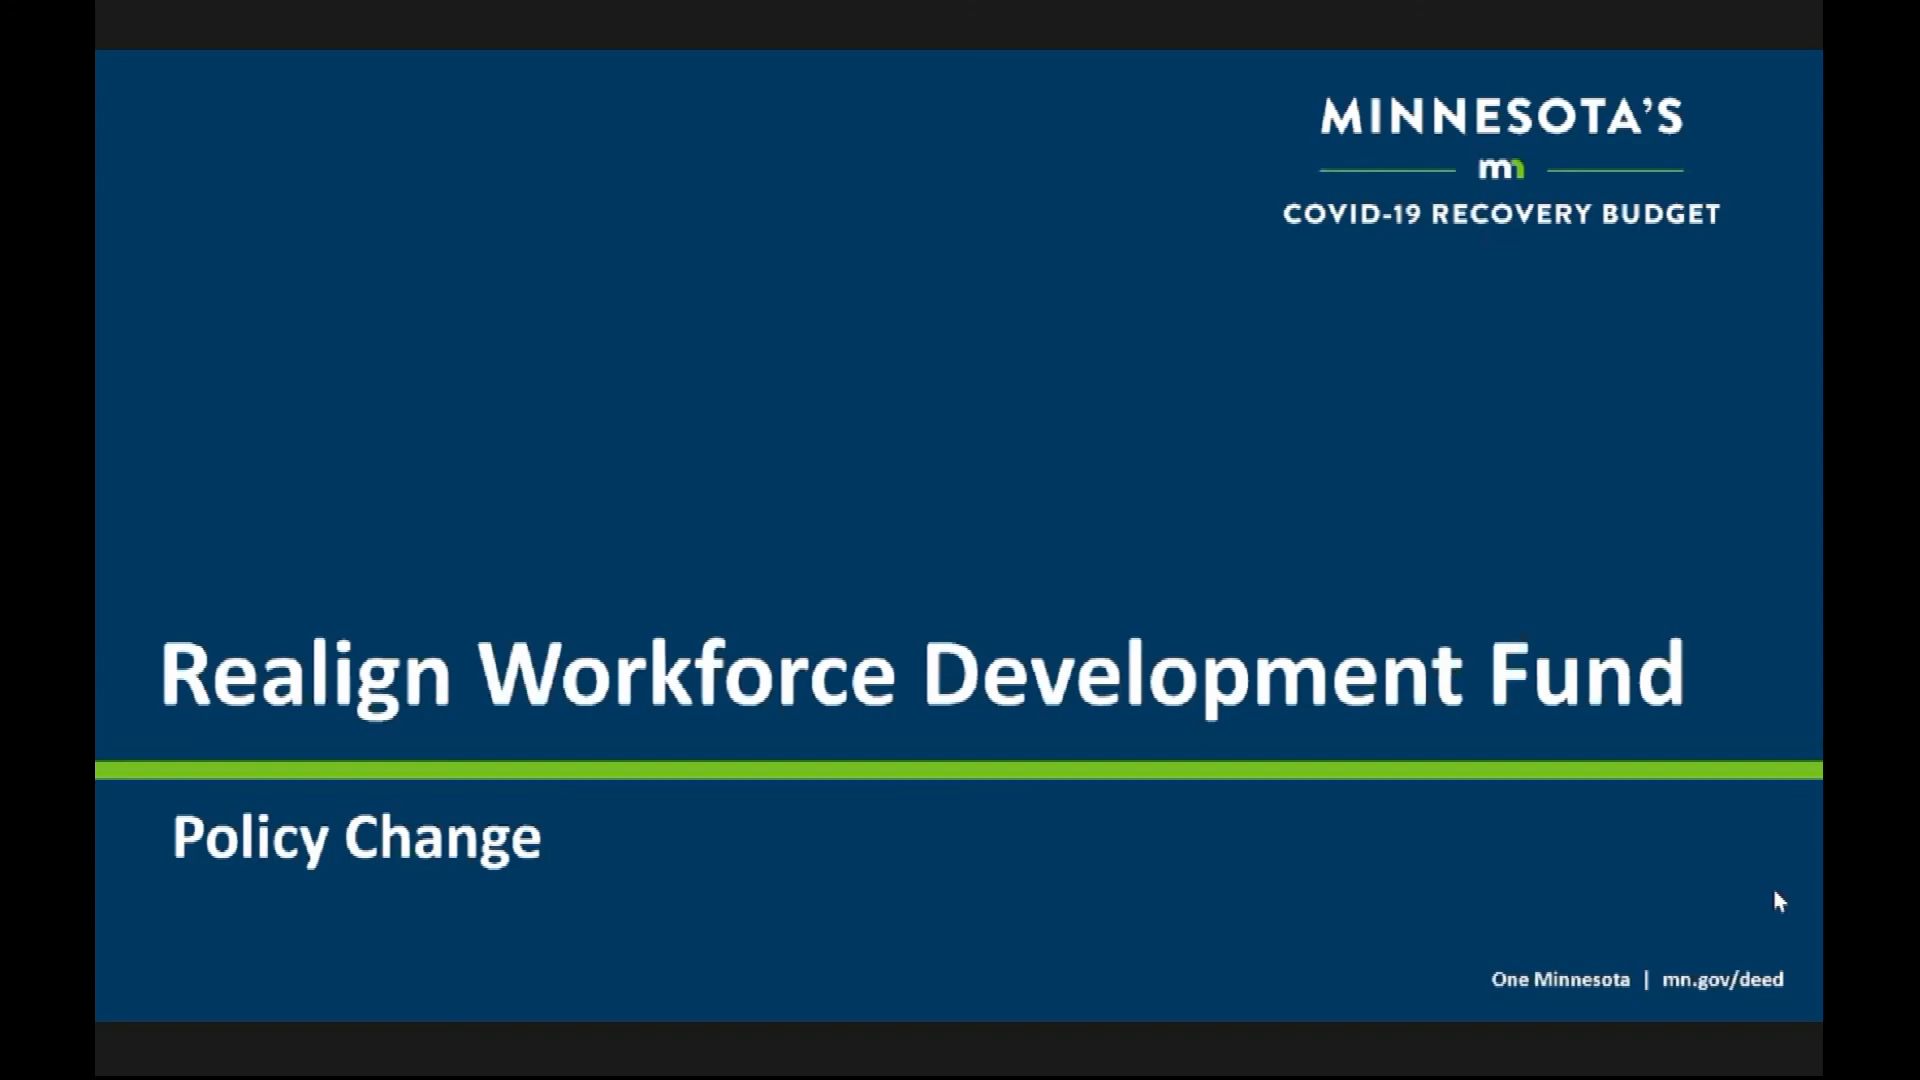 MINNESOTA'S
mn
COVID-19 RECOVERY BUDGET
Realign Workforce Development Fund
Policy Change
One Minnesota | mn.gov/deed